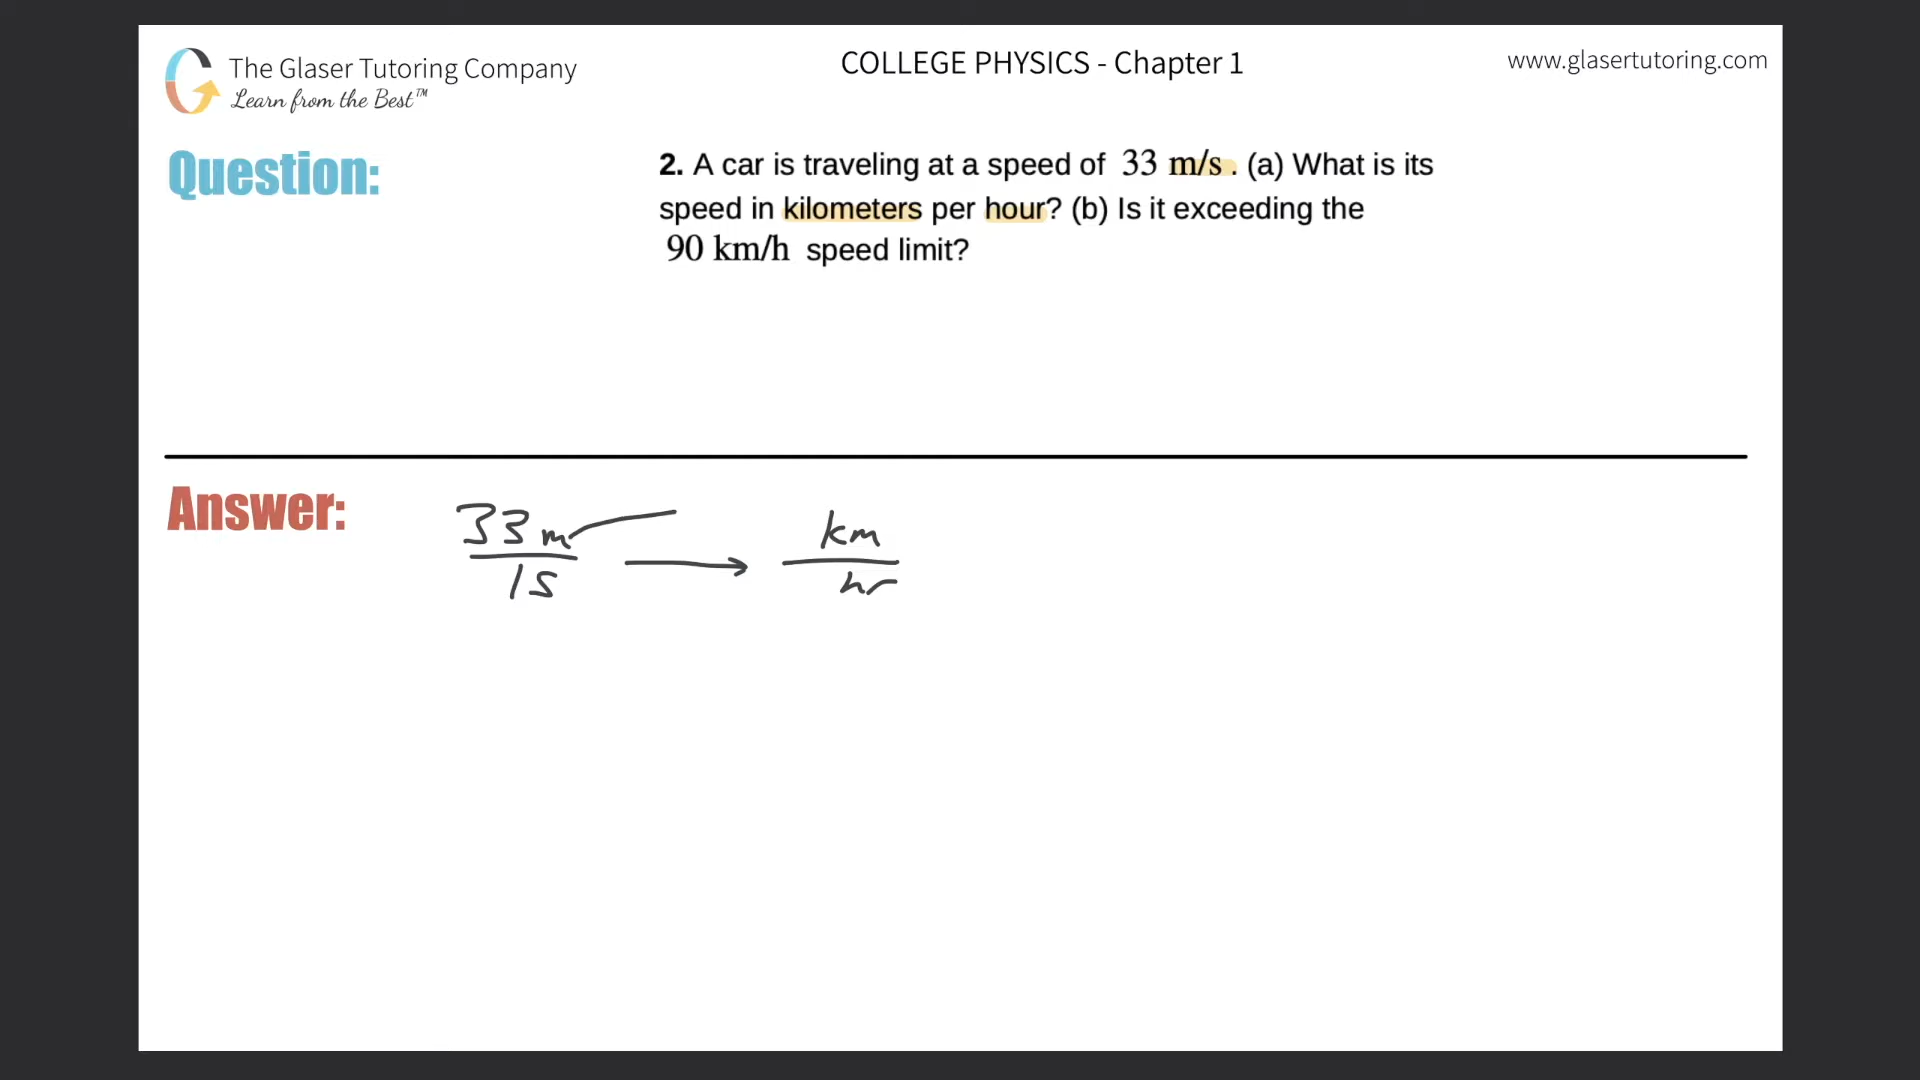 The Glaser Tutoring Company
Learn from the Best™
COLLEGE PHYSICS - Chapter 1
www.glasertutoring.com
Question:
2. A car is traveling at a speed of 33 m/s . (a) What is its
speed in kilometers per hour? (b) Is it exceeding the
90 km/h speed limit?
Answer:
33 m
1 s
km
hr